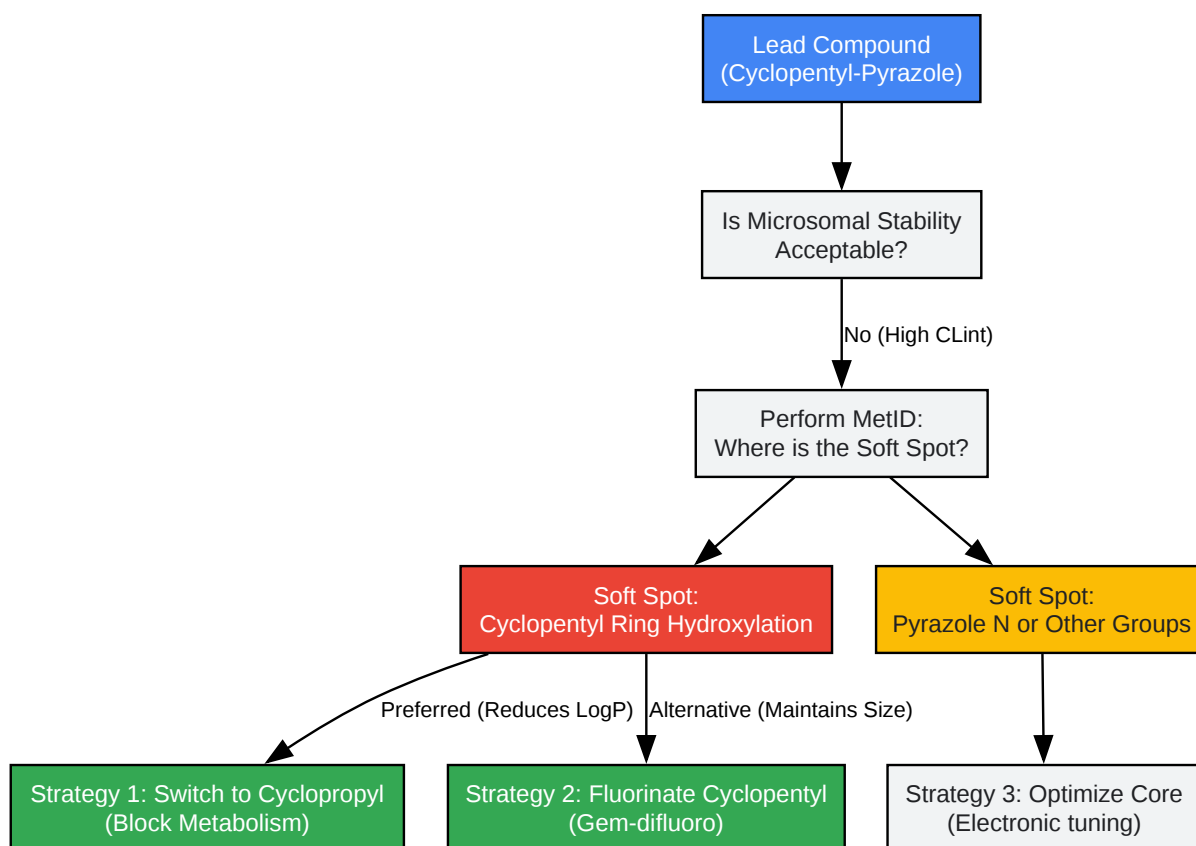 Lead Compound
(Cyclopentyl-Pyrazole)
Is Microsomal Stability
Acceptable?
No (High CLint)
Perform MetID:
Where is the Soft Spot?
Soft Spot:
Cyclopentyl Ring Hydroxylation
Soft Spot:
Pyrazole N or Other Groups
Preferred (Reduces LogP)
Alternative (Maintains Size)
Strategy 1: Switch to Cyclopropyl
(Block Metabolism)
Strategy 2: Fluorinate Cyclopentyl
(Gem-difluoro)
Strategy 3: Optimize Core
(Electronic tuning)